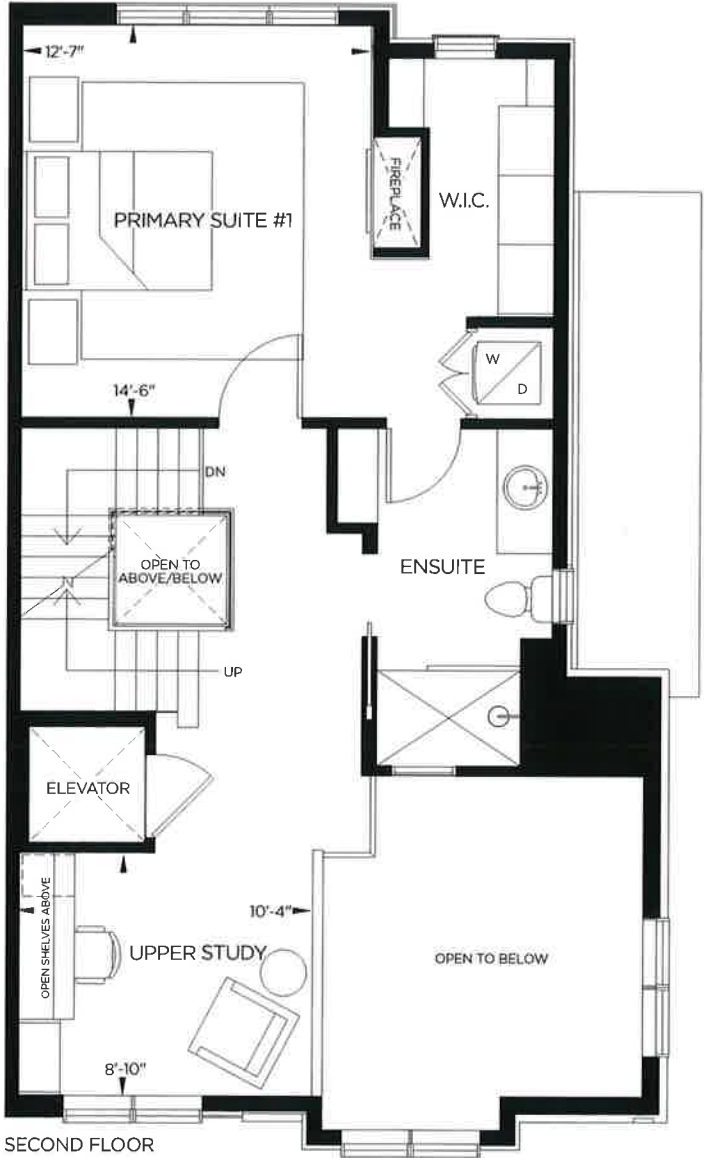 12'-7"
PRIMARY SUITE #1
FIREPLACE
W.I.C.
W
D
14'-6"
DN
OPEN TO
ABOVE/BELOW
N
ENSUITE
UP
ELEVATOR
OPEN SHELVES ABOVE
10'-4"
UPPER STUDY
OPEN TO BELOW
8'-10"
SECOND FLOOR